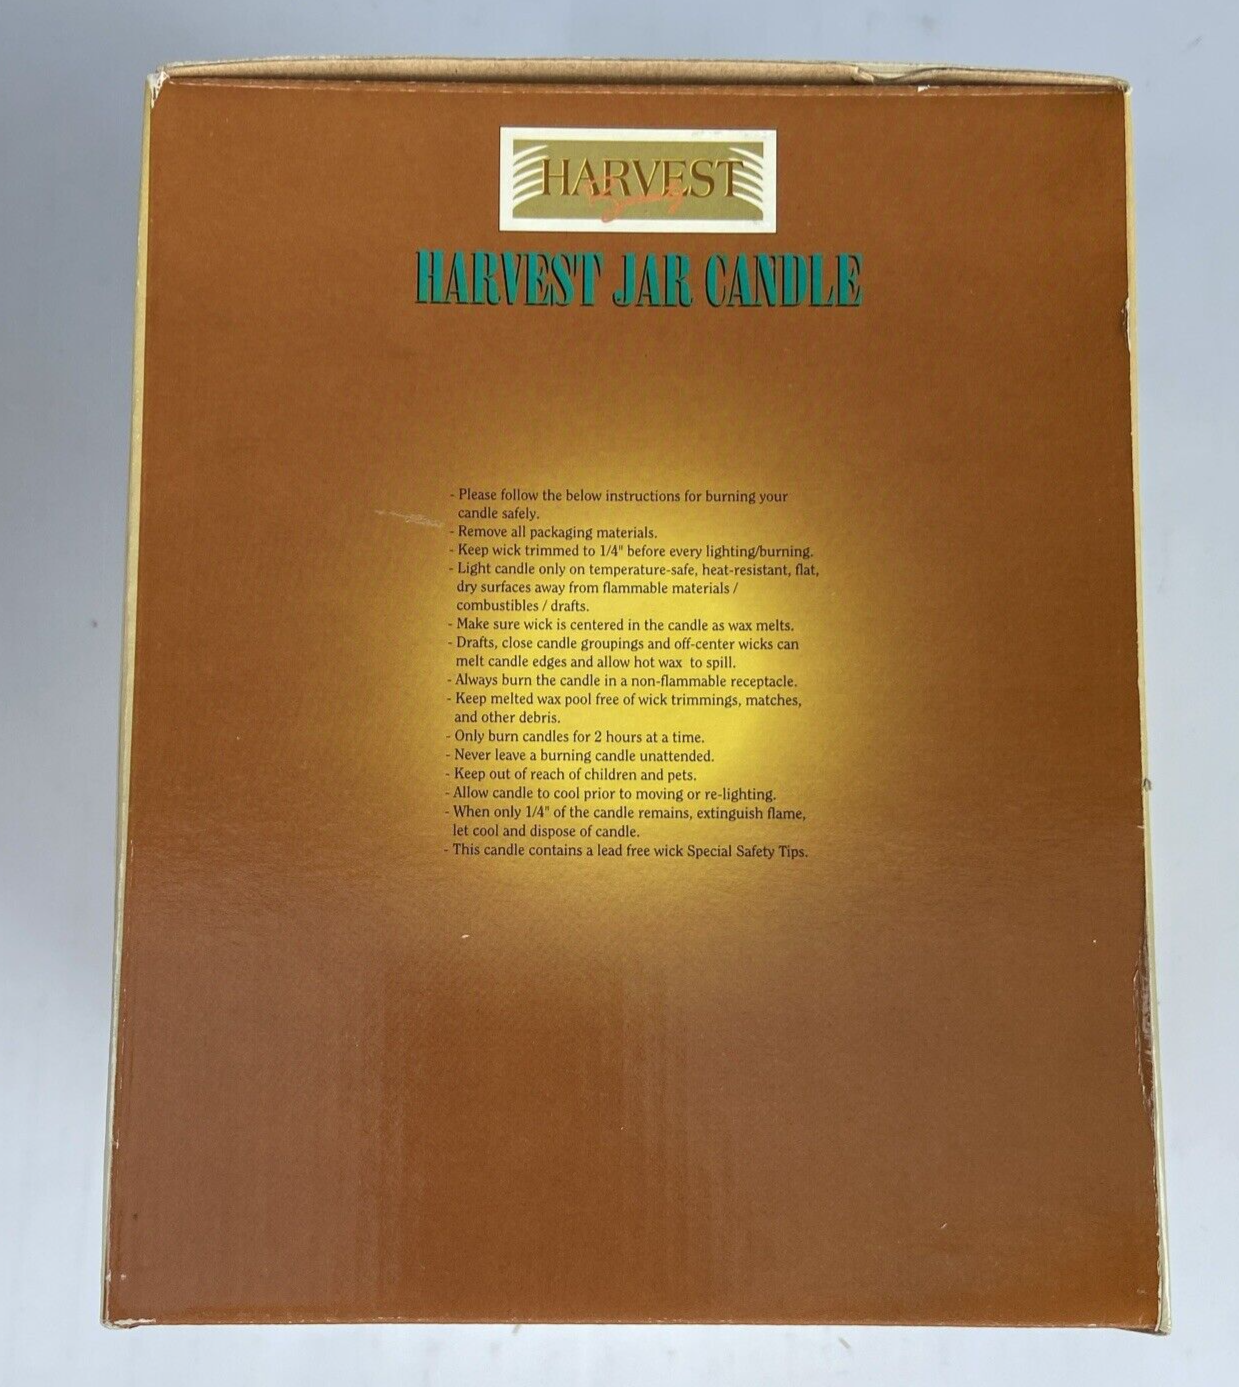 HARVEST
HARVEST JAR CANDLE
- Please follow the below instructions for burning your
candle safely.
- Remove all packaging materials.
- Keep wick trimmed to 1/4" before every lighting/burning.
- Light candle only on temperature-safe, heat-resistant, flat,
dry surfaces away from flammable materials /
combustibles / drafts.
- Make sure wick is centered in the candle as wax melts.
- Drafts, close candle groupings and off-center wicks can
melt candle edges and allow hot wax  to spill.
- Always burn the candle in a non-flammable receptacle.
- Keep melted wax pool free of wick trimmings, matches,
and other debris.
- Only burn candles for 2 hours at a time.
- Never leave a burning candle unattended.
- Keep out of reach of children and pets.
- Allow candle to cool prior to moving or re-lighting.
- When only 1/4" of the candle remains, extinguish flame,
let cool and dispose of candle.
- This candle contains a lead free wick Special Safety Tips.